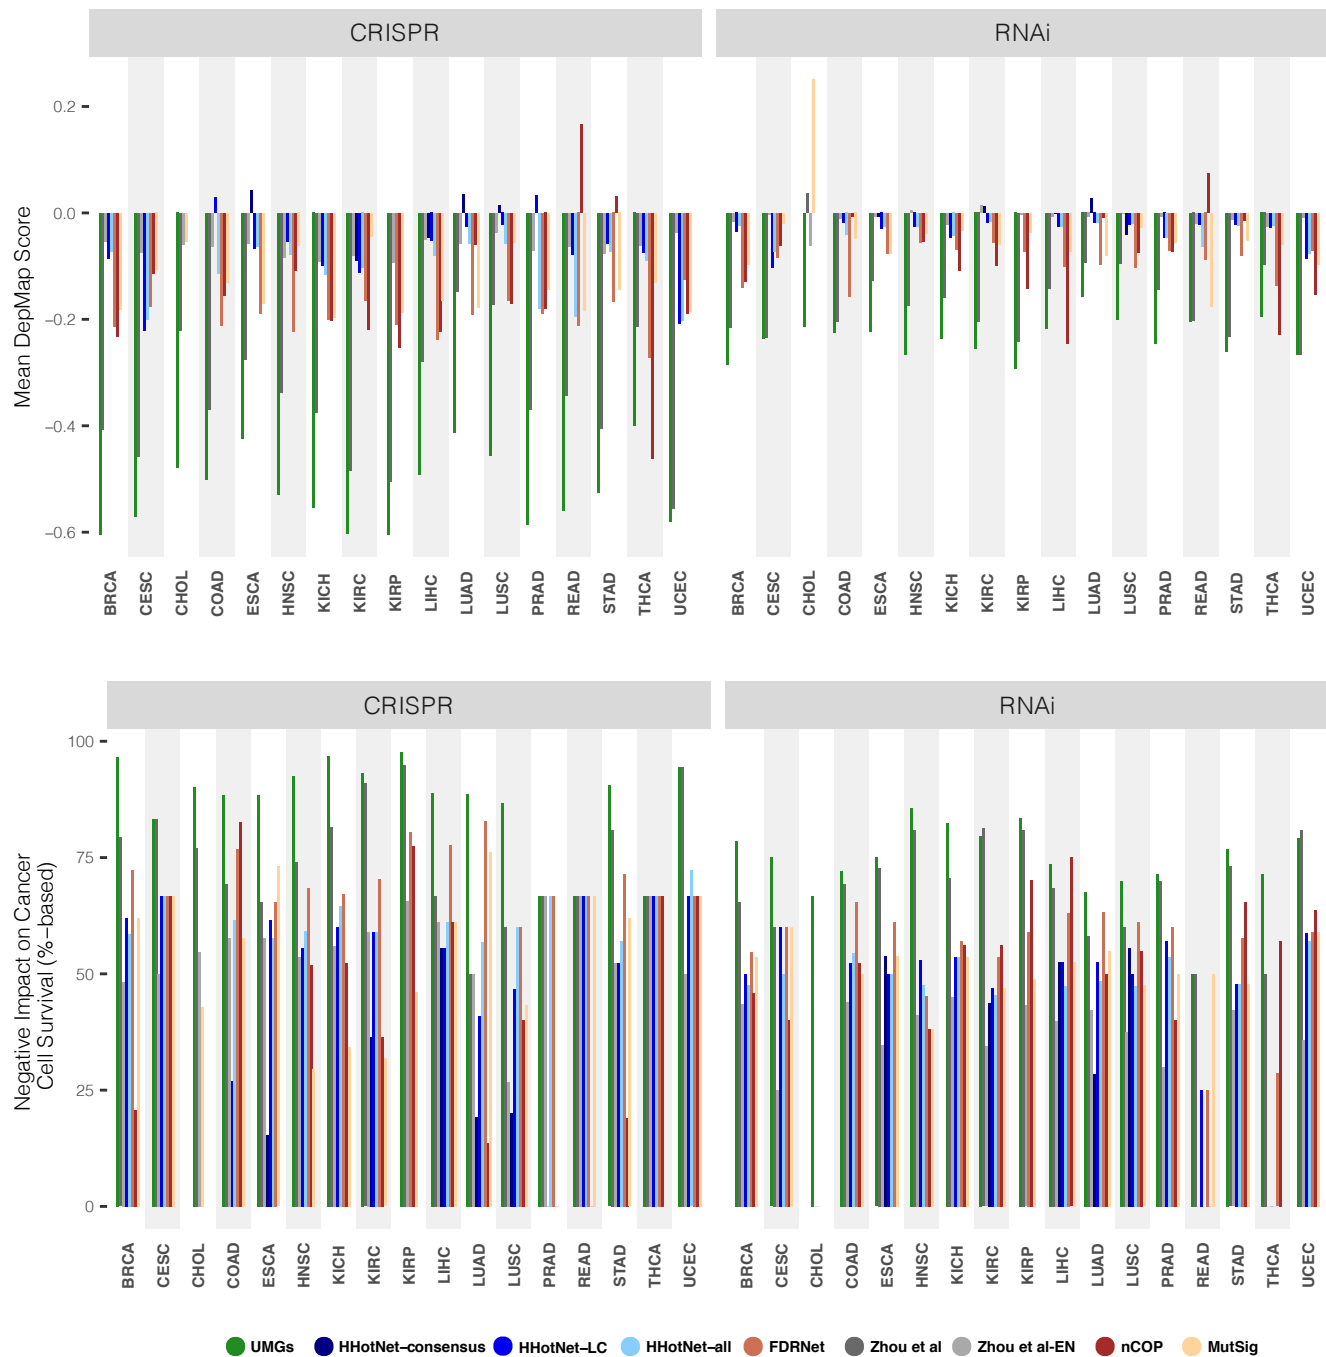 CRISPR RNAi
Mean DepMap Score
0.2
0.0
−0.2
−0.4
−0.6
BRCA CESC CHOL COAD ESCA HNSC KICH KIRC KIRP LIHC LUAD LUSC PRAD READ STAD THCA UCEC
BRCA CESC CHOL COAD ESCA HNSC KICH KIRC KIRP LIHC LUAD LUSC PRAD READ STAD THCA UCEC
CRISPR RNAi
Negative Impact on Cancer
Cell Survival (%−based)
100
75
50
25
0
BRCA CESC CHOL COAD ESCA HNSC KICH KIRC KIRP LIHC LUAD LUSC PRAD READ STAD THCA UCEC
BRCA CESC CHOL COAD ESCA HNSC KICH KIRC KIRP LIHC LUAD LUSC PRAD READ STAD THCA UCEC
UMGs HHotNet−consensus HHotNet−LC HHotNet−all FDRNet Zhou et al Zhou et al-EN nCOP MutSig